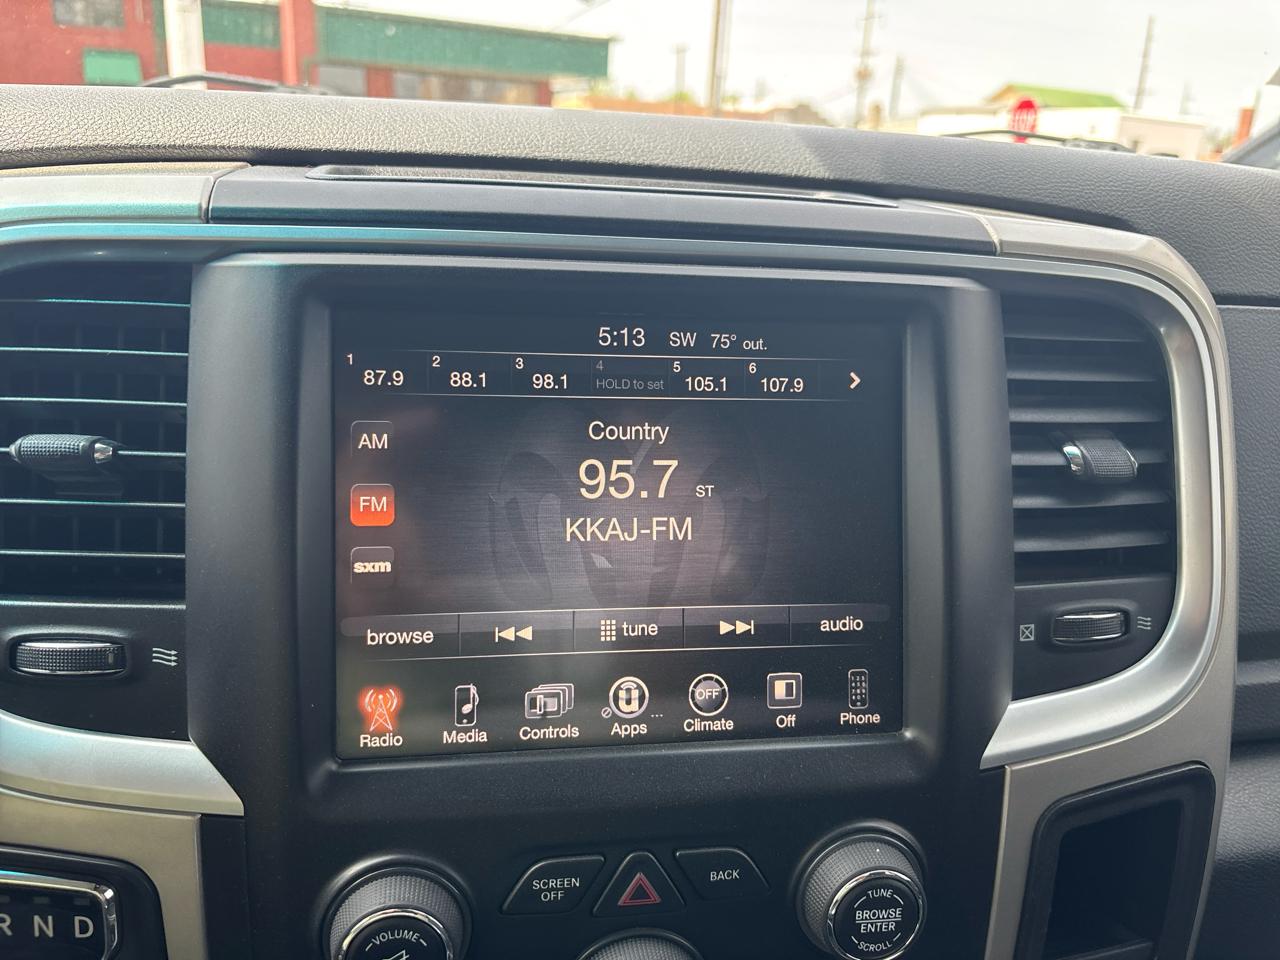 STOP
5:13 SW 75° out.
1 87.9 2 88.1 3 98.1 4 HOLD to set 5 105.1 6 107.9
Country
AM
95.7 ST
FM
KKAJ-FM
sxm
browse tune audio
OFF
Radio Media Controls Apps ... Climate Off Phone
SCREEN
OFF
BACK
TUNE
BROWSE
ENTER
SCROLL
VOLUME
R N D